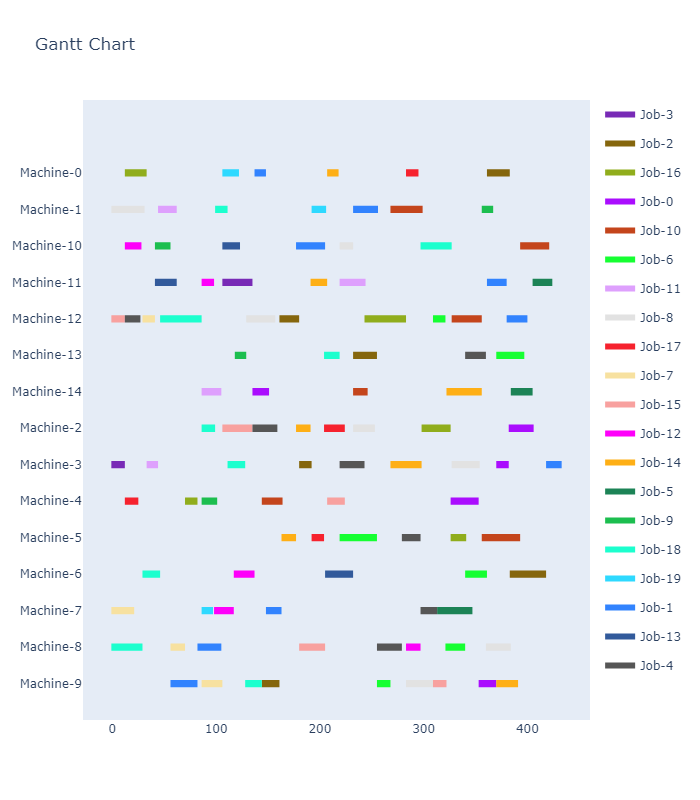 Gantt Chart
Machine-0
Machine-1
Machine-10
Machine-11
Machine-12
Machine-13
Machine-14
Machine-2
Machine-3
Machine-4
Machine-5
Machine-6
Machine-7
Machine-8
Machine-9
0 100 200 300 400
Job-3
Job-2
Job-16
Job-0
Job-10
Job-6
Job-11
Job-8
Job-17
Job-7
Job-15
Job-12
Job-14
Job-5
Job-9
Job-18
Job-19
Job-1
Job-13
Job-4